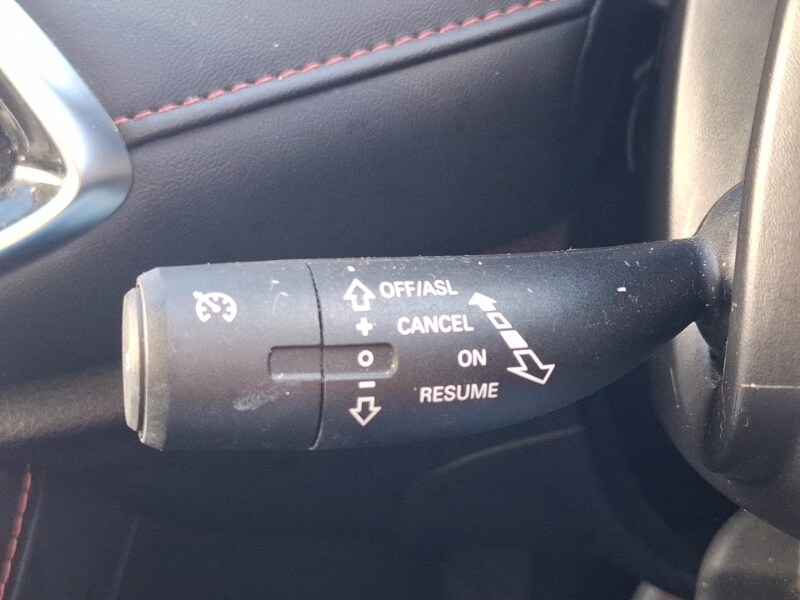 OFF/ASL
+ CANCEL
O ON
- RESUME